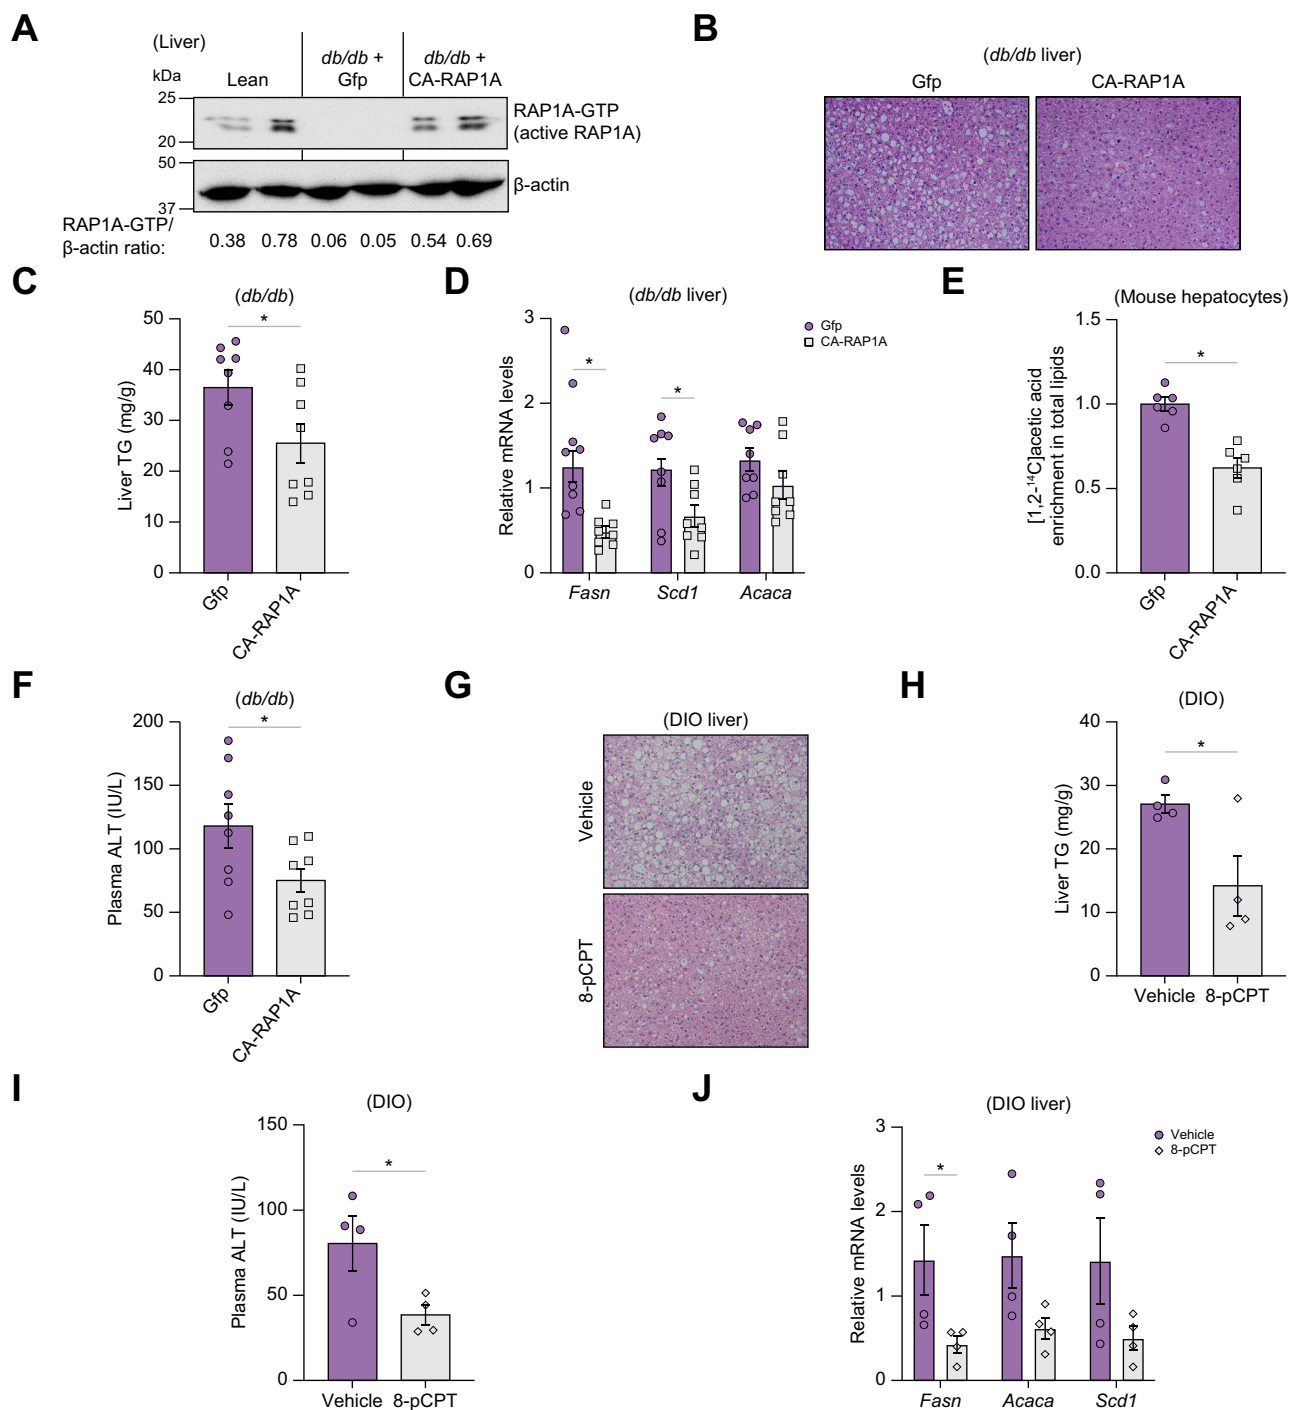 A
(Liver)
kDa
Lean
db/db +
Gfp
db/db +
CA-RAP1A
25
20
RAP1A-GTP
(active RAP1A)
50
37
β-actin
RAP1A-GTP/
β-actin ratio:
0.38 0.78 0.06 0.05 0.54 0.69
B
(db/db liver)
Gfp CA-RAP1A
C
(db/db)
*
Liver TG (mg/g)
50
40
30
20
10
0
Gfp
CA-RAP1A
D
(db/db liver)
Gfp
CA-RAP1A
*
*
Relative mRNA levels
3
2
1
0
Fasn Scd1 Acaca
E
(Mouse hepatocytes)
*
[1,2-¹⁴C]acetic acid
enrichment in total lipids
1.5
1.0
0.5
0.0
Gfp
CA-RAP1A
F
(db/db)
*
Plasma ALT (IU/L)
200
150
100
50
0
Gfp
CA-RAP1A
G
(DIO liver)
Vehicle
8-pCPT
H
(DIO)
*
Liver TG (mg/g)
40
30
20
10
0
Vehicle 8-pCPT
I
(DIO)
*
Plasma ALT (IU/L)
150
100
50
0
Vehicle 8-pCPT
J
(DIO liver)
Vehicle
8-pCPT
*
Relative mRNA levels
3
2
1
0
Fasn Acaca Scd1